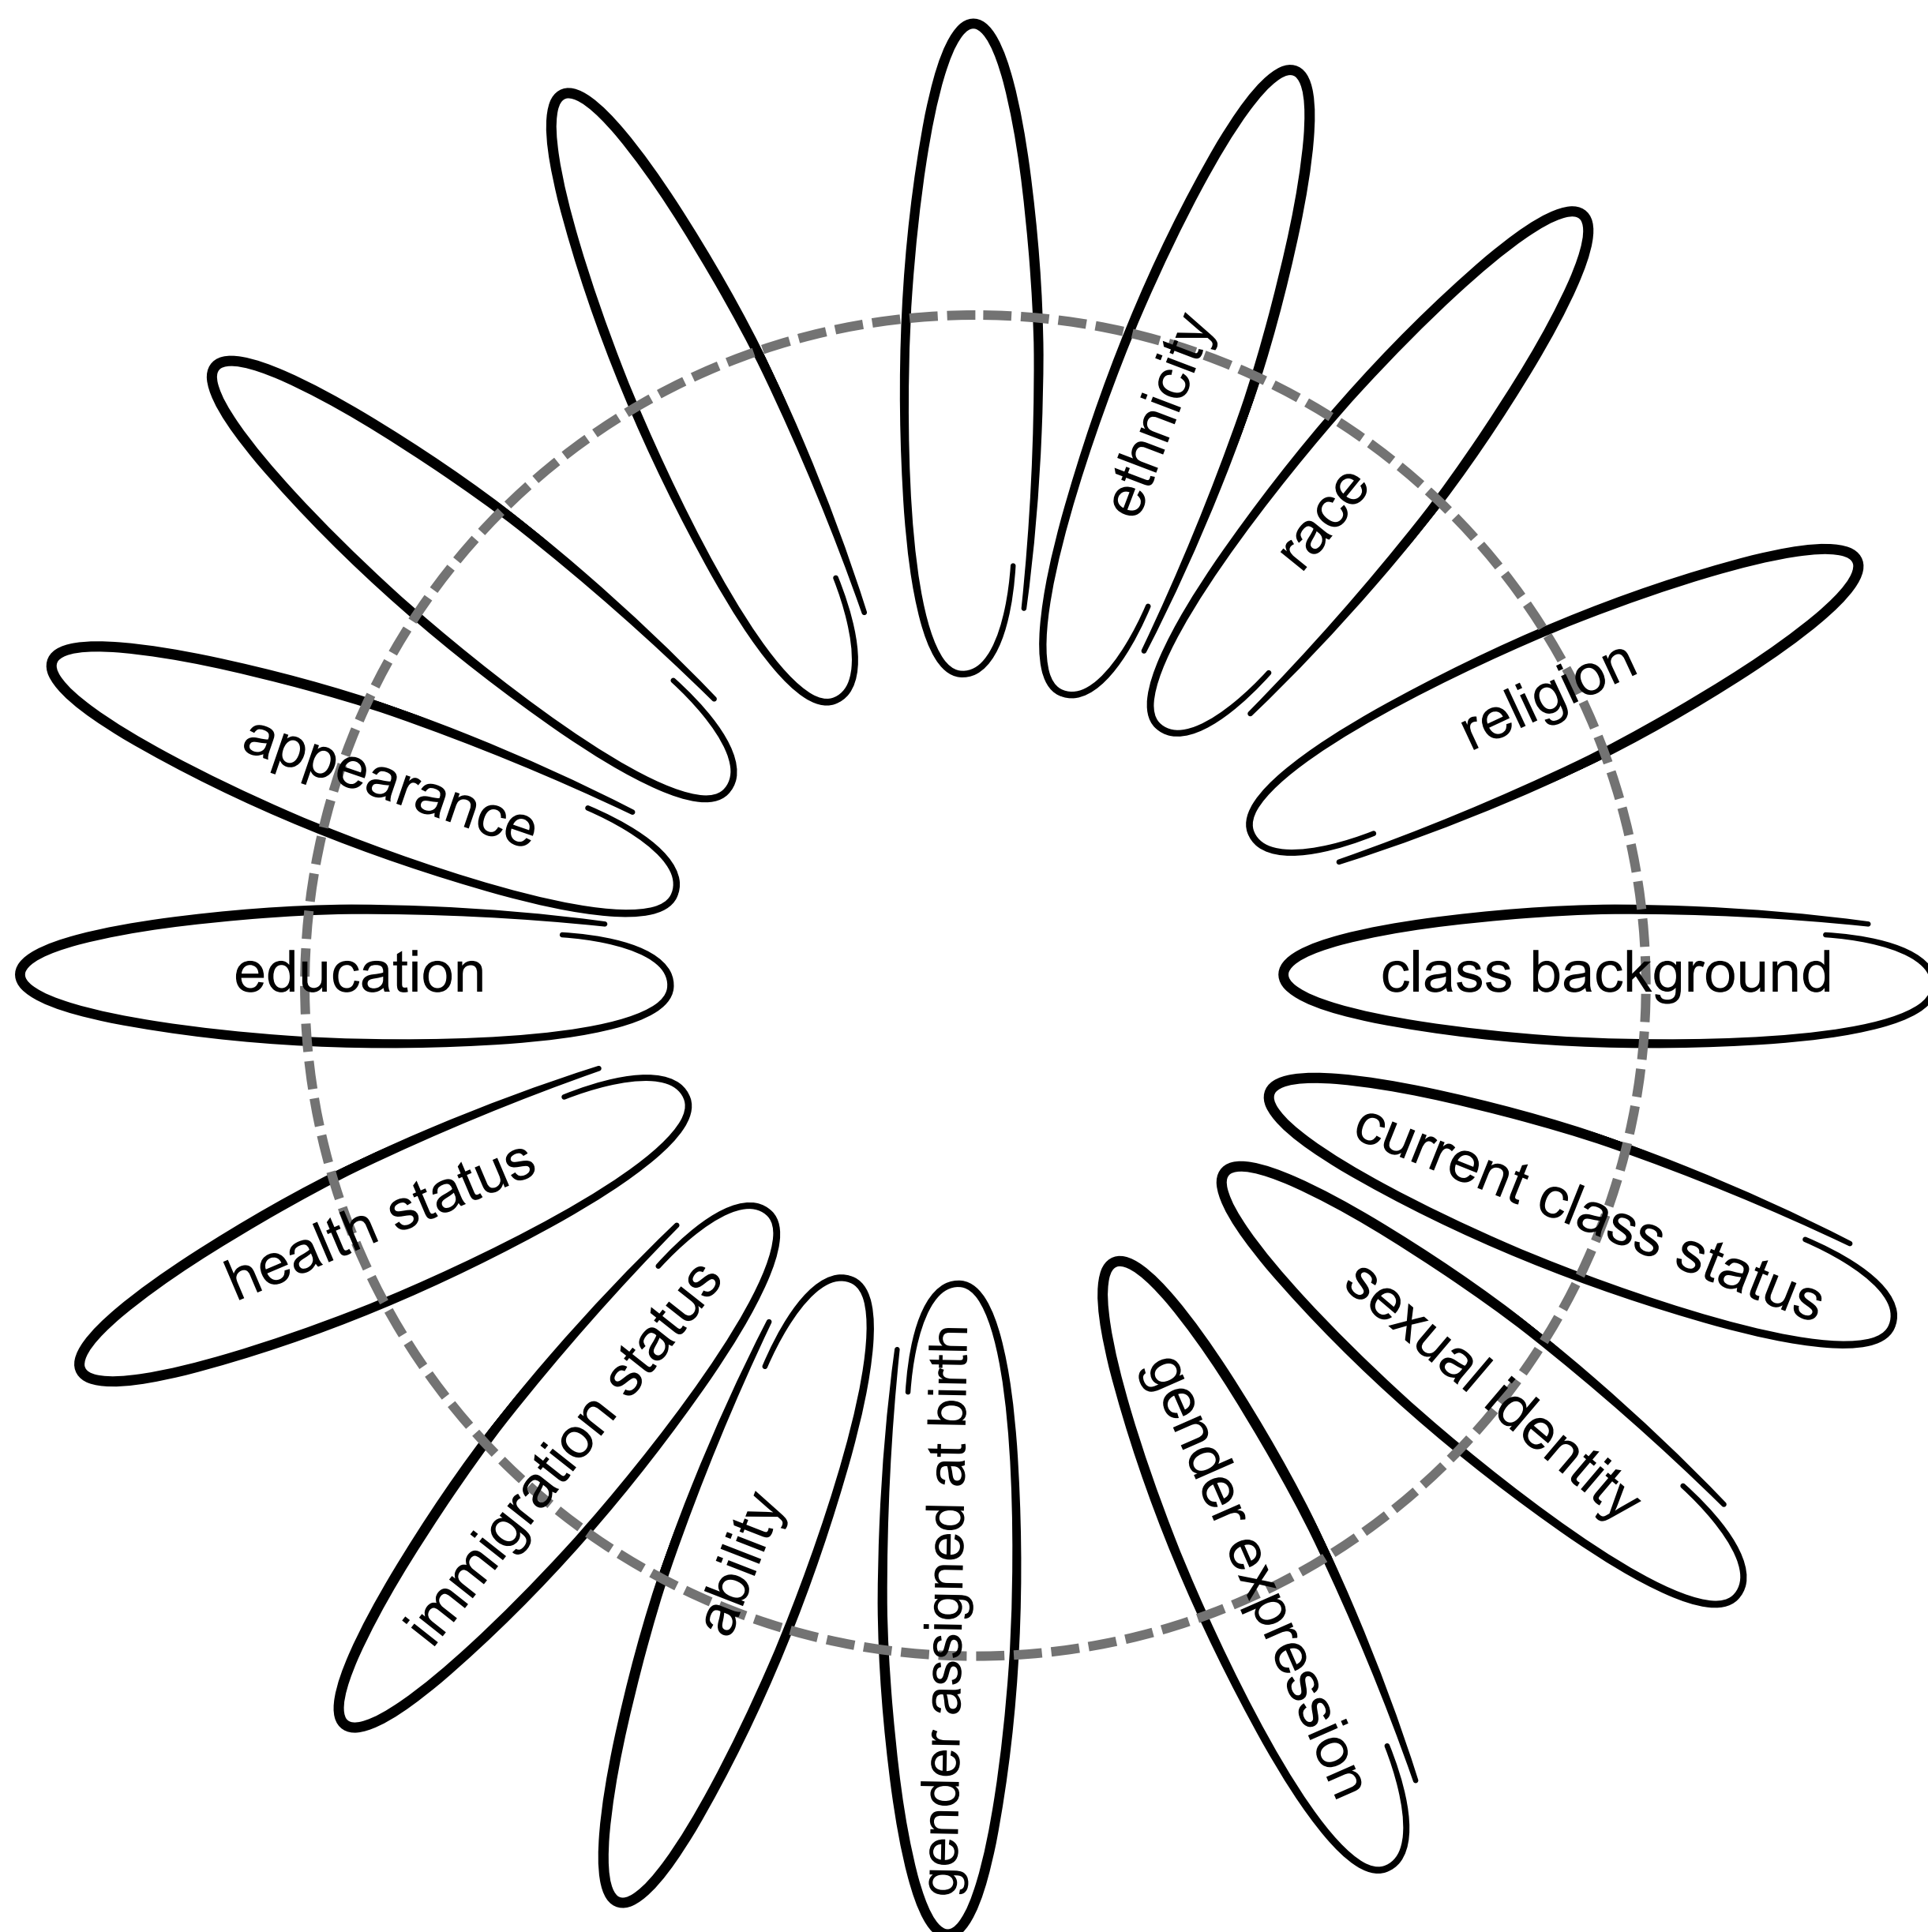 ethnicity
race
religion
class background
current class status
sexual identity
gender expression
gender assigned at birth
ability
immigration status
health status
education
appearance